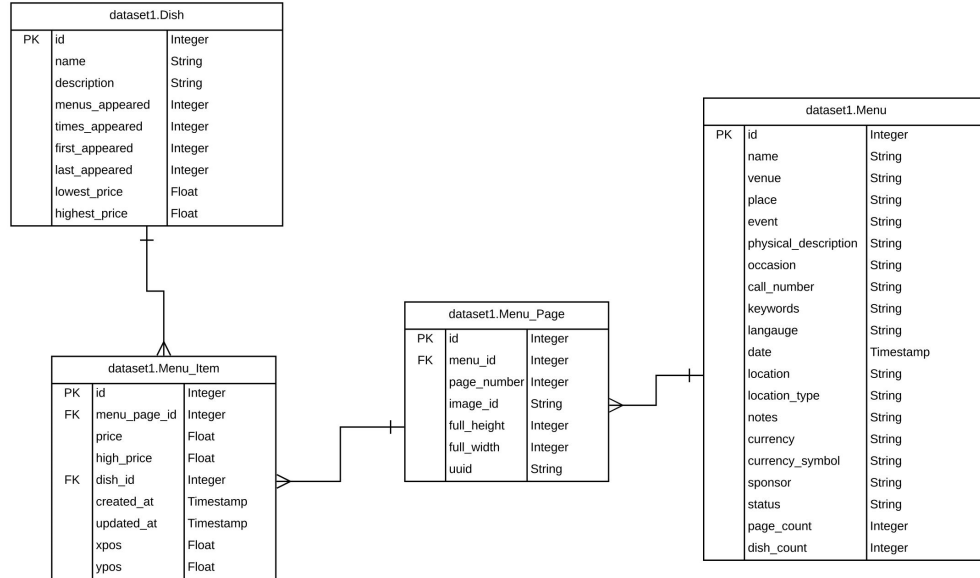 dataset1.Dish
PK id Integer
name String
description String
menus_appeared Integer
times_appeared Integer
first_appeared Integer
last_appeared Integer
lowest_price Float
highest_price Float
dataset1.Menu_Item
PK id Integer
FK menu_page_id Integer
price Float
high_price Float
FK dish_id Integer
created_at Timestamp
updated_at Timestamp
xpos Float
ypos Float
dataset1.Menu_Page
PK id Integer
FK menu_id Integer
page_number Integer
image_id String
full_height Integer
full_width Integer
uuid String
dataset1.Menu
PK id Integer
name String
venue String
place String
event String
physical_description String
occasion String
call_number String
keywords String
langauge String
date Timestamp
location String
location_type String
notes String
currency String
currency_symbol String
sponsor String
status String
page_count Integer
dish_count Integer